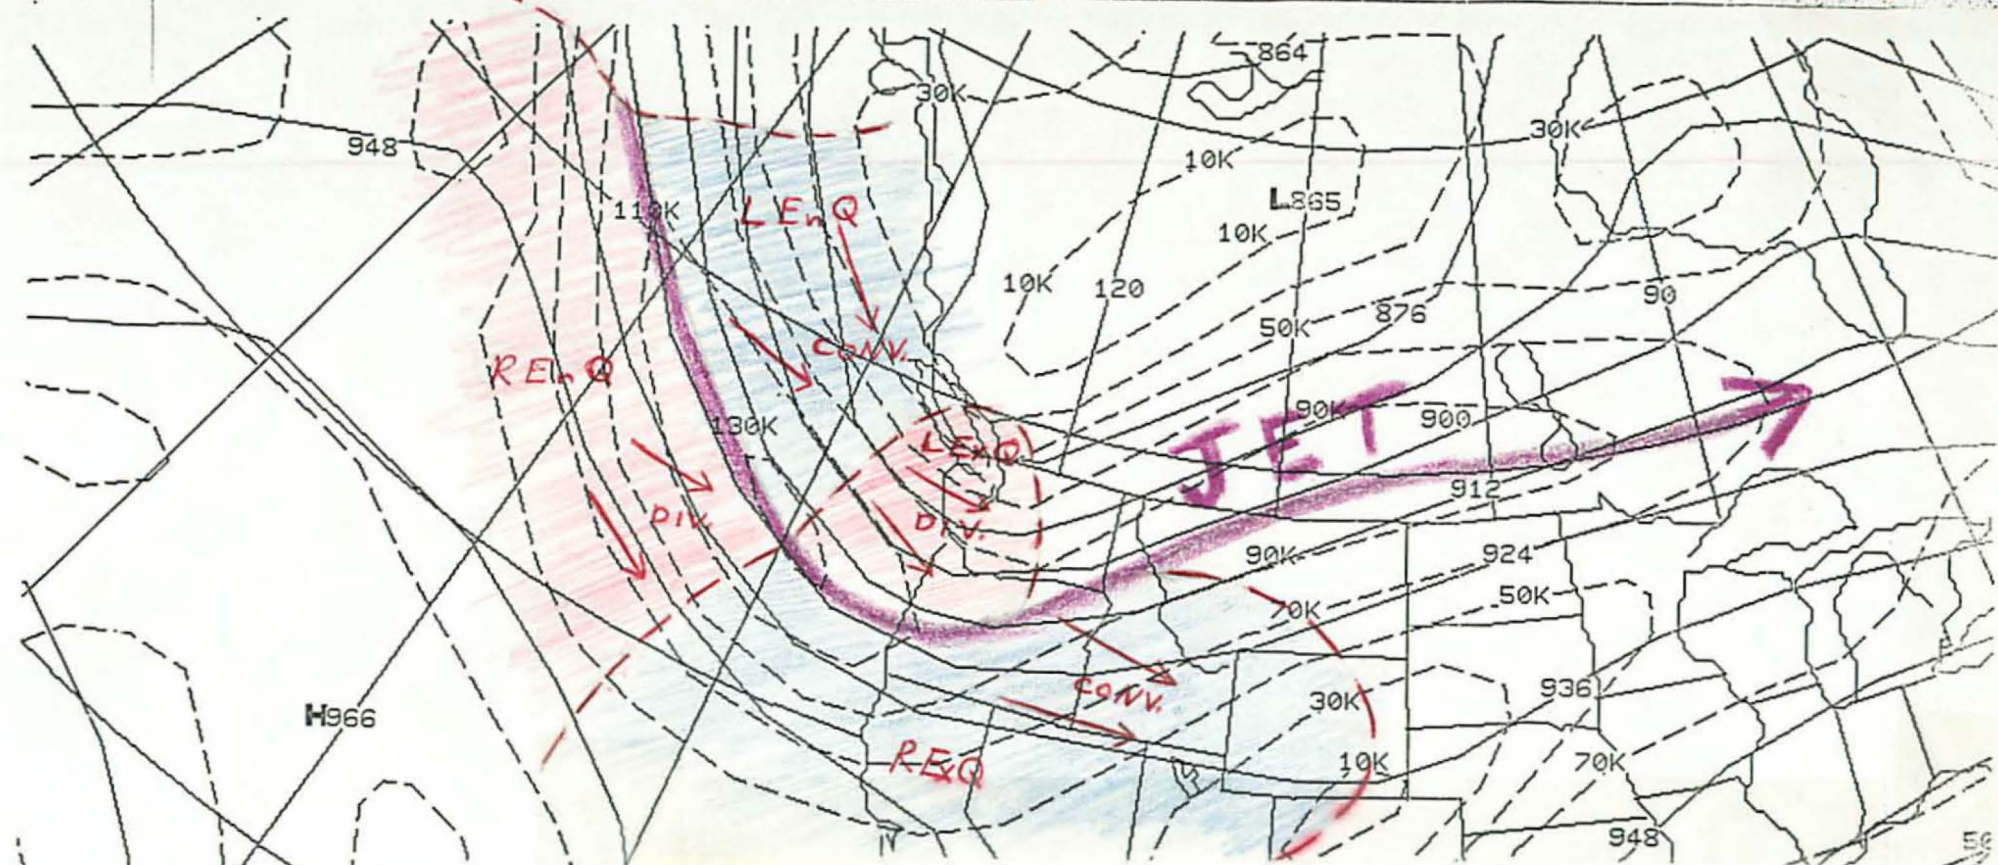 864
30K
30K
948
10K
L865
110K
LEnQ
10K
10K
120
90
876
50K
CONV.
REnQ
90K
900
130K
JET
LExQ
912
DIV.
DIV.
90K
924
50K
70K
CONV.
936
30K
H966
RExQ
10K
70K
948